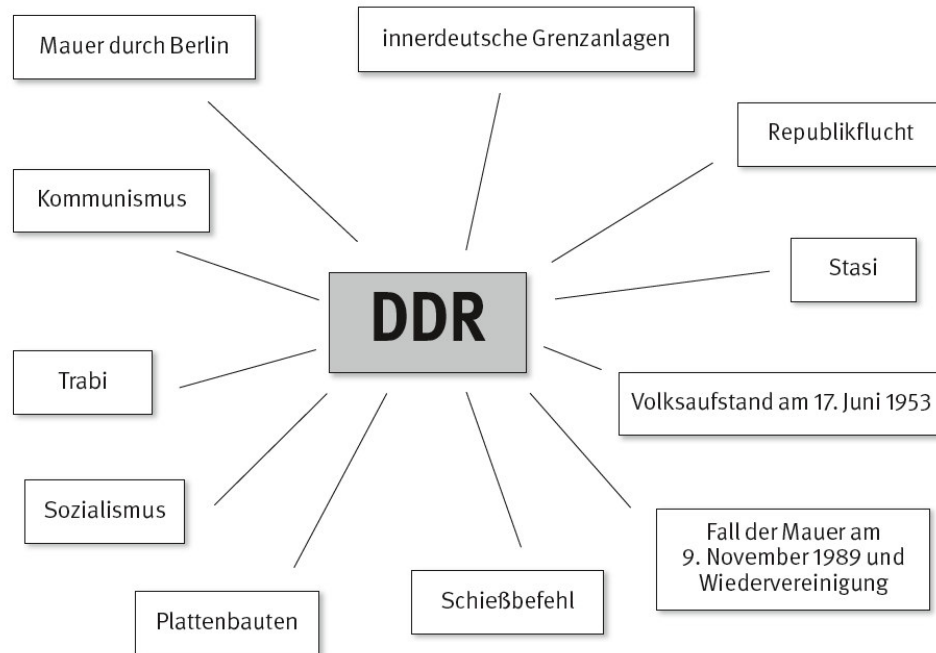 Mauer durch Berlin
innerdeutsche Grenzanlagen
Republikflucht
Kommunismus
Stasi
DDR
Trabi
Volksaufstand am 17. Juni 1953
Sozialismus
Fall der Mauer am
9. November 1989 und
Wiedervereinigung
Schießbefehl
Plattenbauten